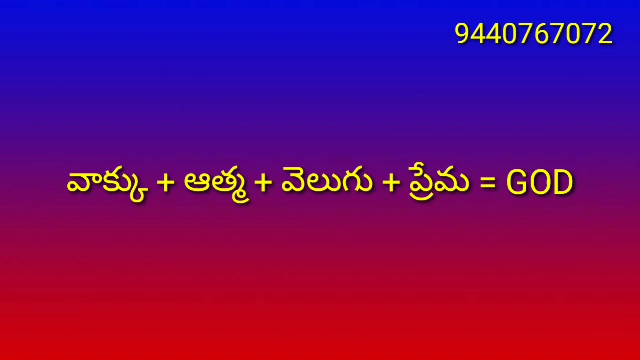 9440767072
వాక్కు + ఆత్మ + వెలుగు + ప్రేమ = GOD